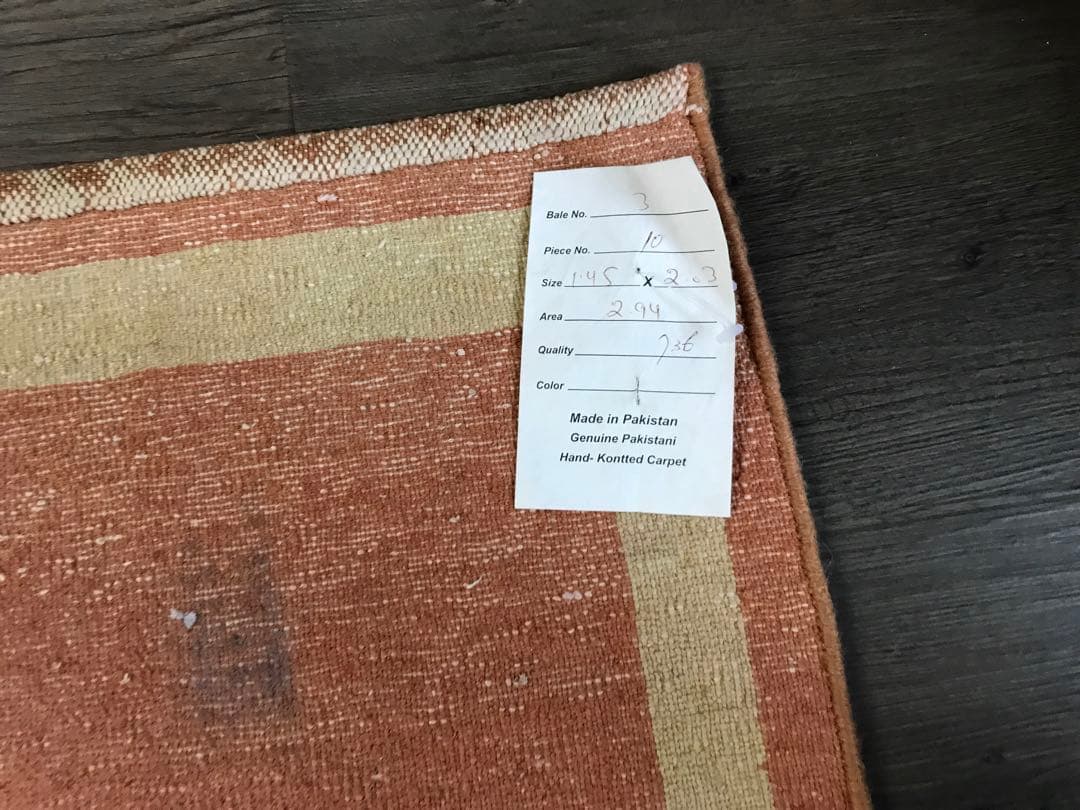 Bale No. 3
Piece No. 10
Size 1.45 x 2.03
Area 2.94
Quality
Color
Made in Pakistan
Genuine Pakistani
Hand- Kontted Carpet